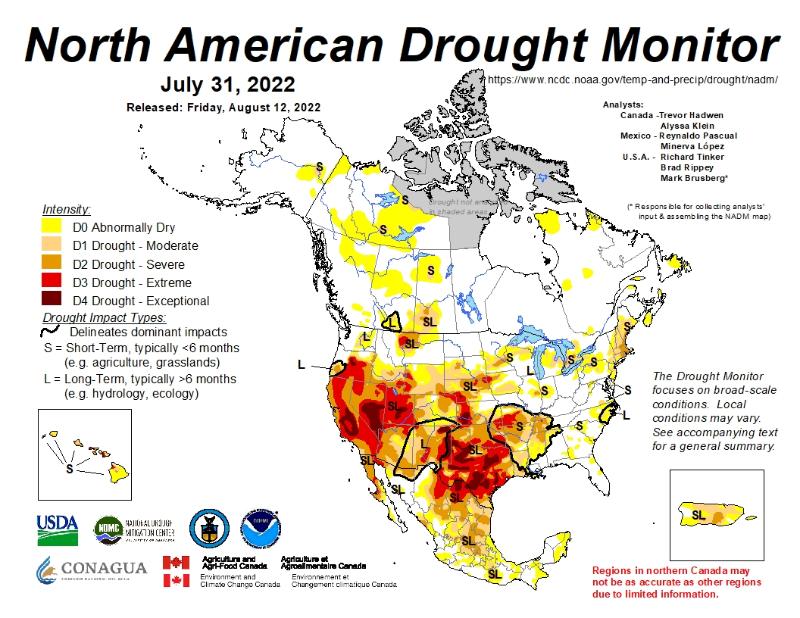 North American Drought Monitor
July 31, 2022
Released: Friday, August 12, 2022
https://www.ncdc.noaa.gov/temp-and-precip/drought/nadm/
Analysts:
Canada -Trevor Hadwen
Alyssa Klein
Mexico - Reynaldo Pascual
Minerva López
U.S.A. - Richard Tinker
Brad Rippey
Mark Brusberg*
(* Responsible for collecting analysts'
input & assembling the NADM map)
Drought not
in shaded areas
Intensity:
D0 Abnormally Dry
D1 Drought - Moderate
D2 Drought - Severe
D3 Drought - Extreme
D4 Drought - Exceptional
Drought Impact Types:
Delineates dominant impacts
S = Short-Term, typically <6 months
(e.g. agriculture, grasslands)
L = Long-Term, typically >6 months
(e.g. hydrology, ecology)
S
S
S
S
L
SL
L
SL
L
S
L
S
S
S
SL
S
S
SL
L
S
S
L
SL
SL
SL
SL
SL
SL
S
SL
The Drought Monitor
focuses on broad-scale
conditions. Local
conditions may vary.
See accompanying text
for a general summary.
Regions in northern Canada may
not be as accurate as other regions
due to limited information.
USDA
NDMC
NATIONAL DROUGHT
MITIGATION CENTER
NOAA
CONAGUA
Agriculture and
Agri-Food Canada
Agriculture et
Agroalimentaire Canada
Environment and
Climate Change Canada
Environnement et
Changement climatique Canada